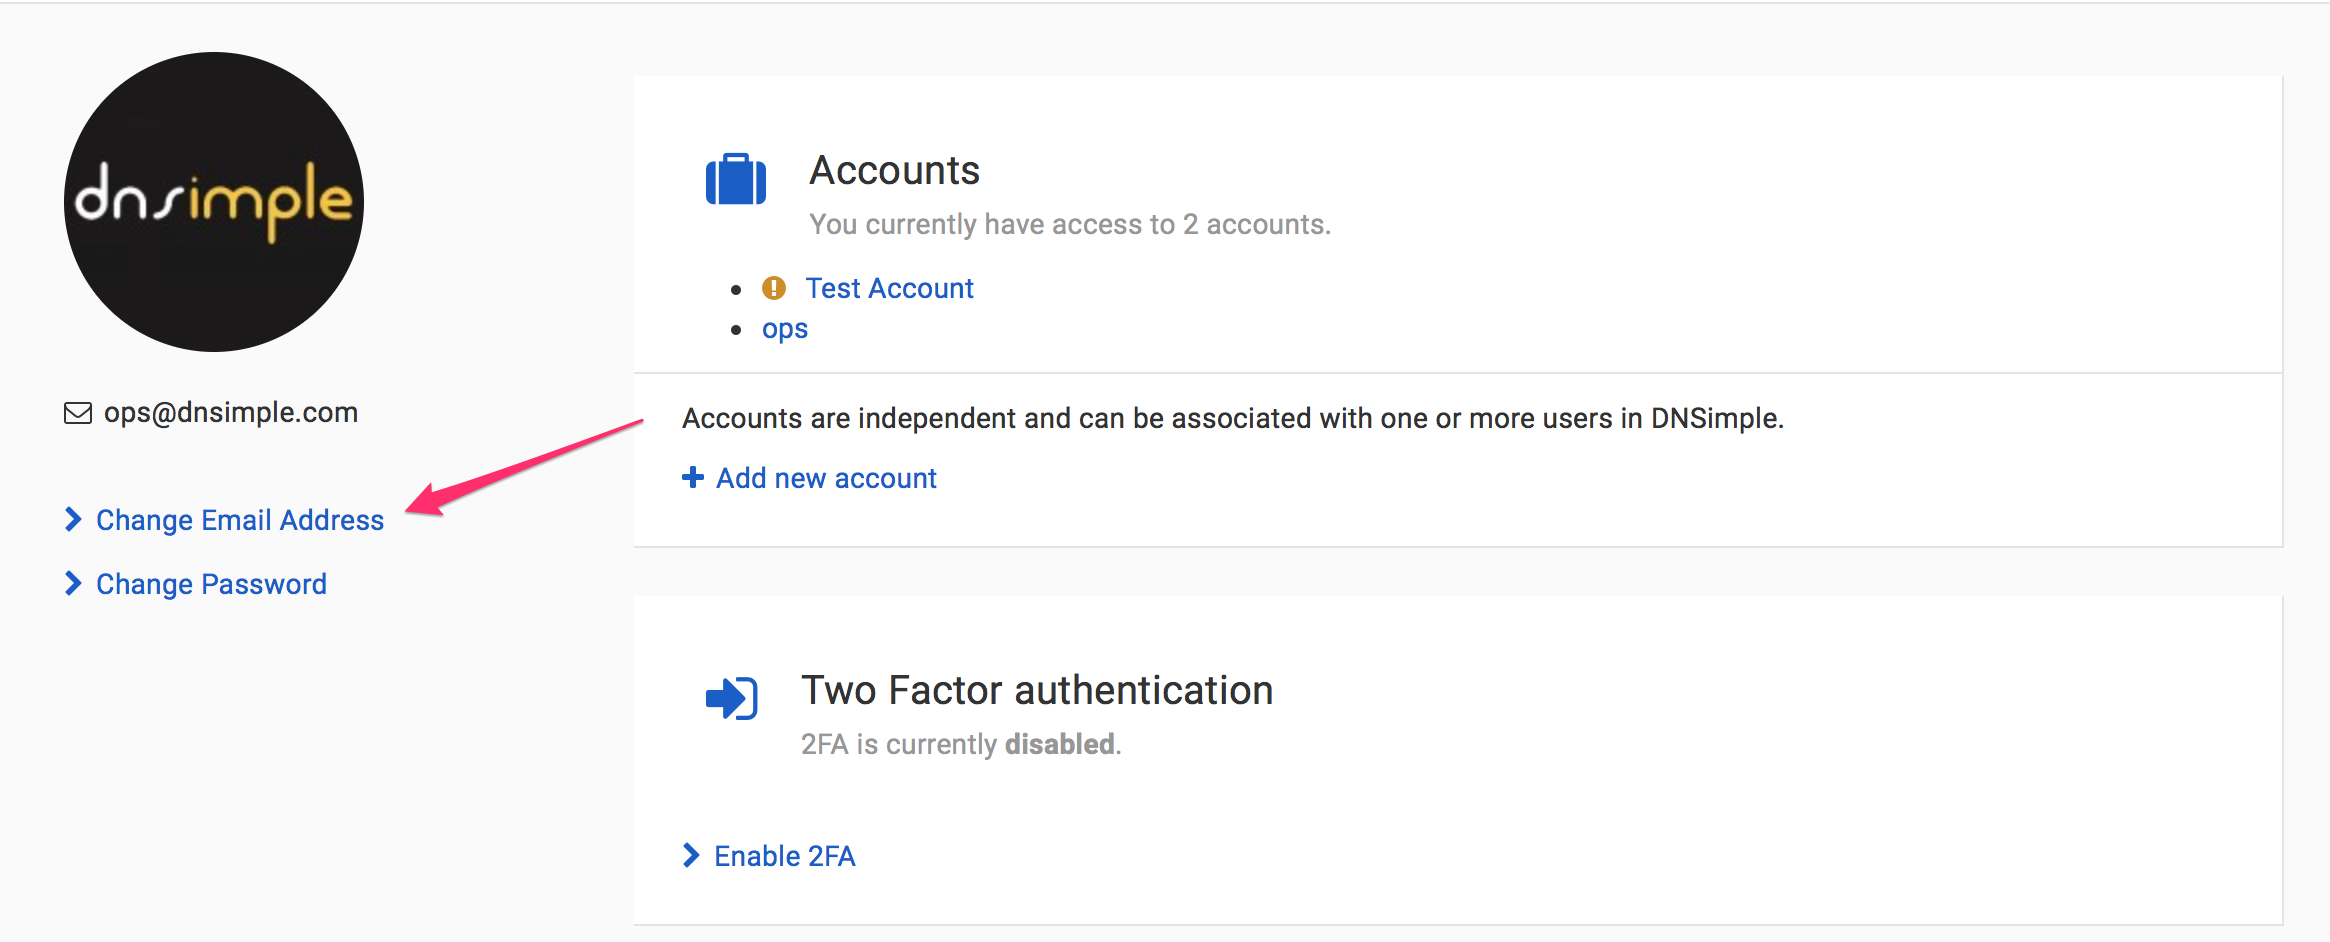 dnsimple
ops@dnsimple.com
Change Email Address
Change Password
Accounts
You currently have access to 2 accounts.
Test Account
ops
Accounts are independent and can be associated with one or more users in DNSimple.
Add new account
Two Factor authentication
2FA is currently disabled.
Enable 2FA